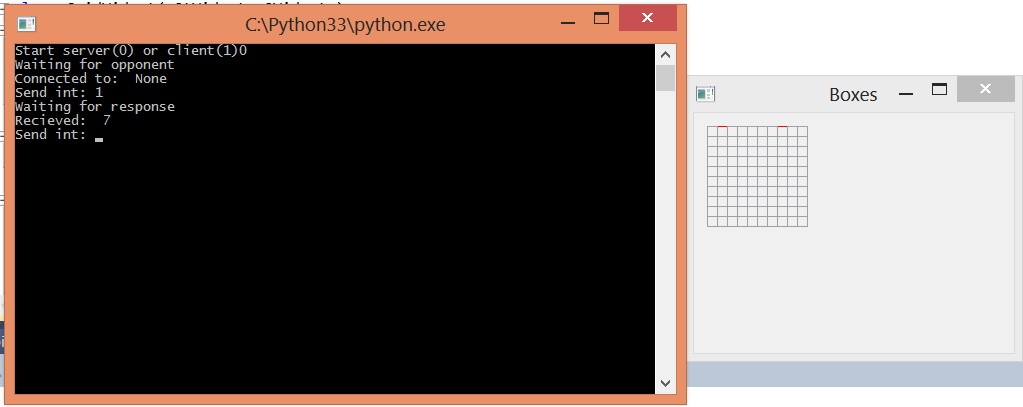 C:\Python33\python.exe
Start server(0) or client(1)0
Waiting for opponent
Connected to:  None
Send int: 1
Waiting for response
Recieved:  7
Send int:
Boxes